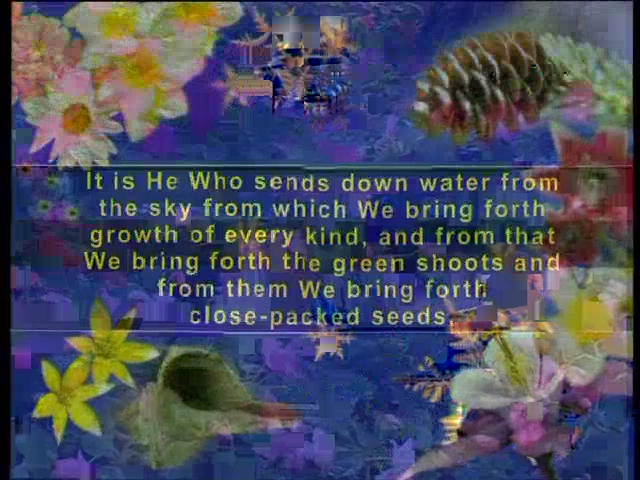 It is He Who sends down water from
the sky from which We bring forth
growth of every kind, and from that
We bring forth the green shoots and
from them We bring forth
close-packed seeds,